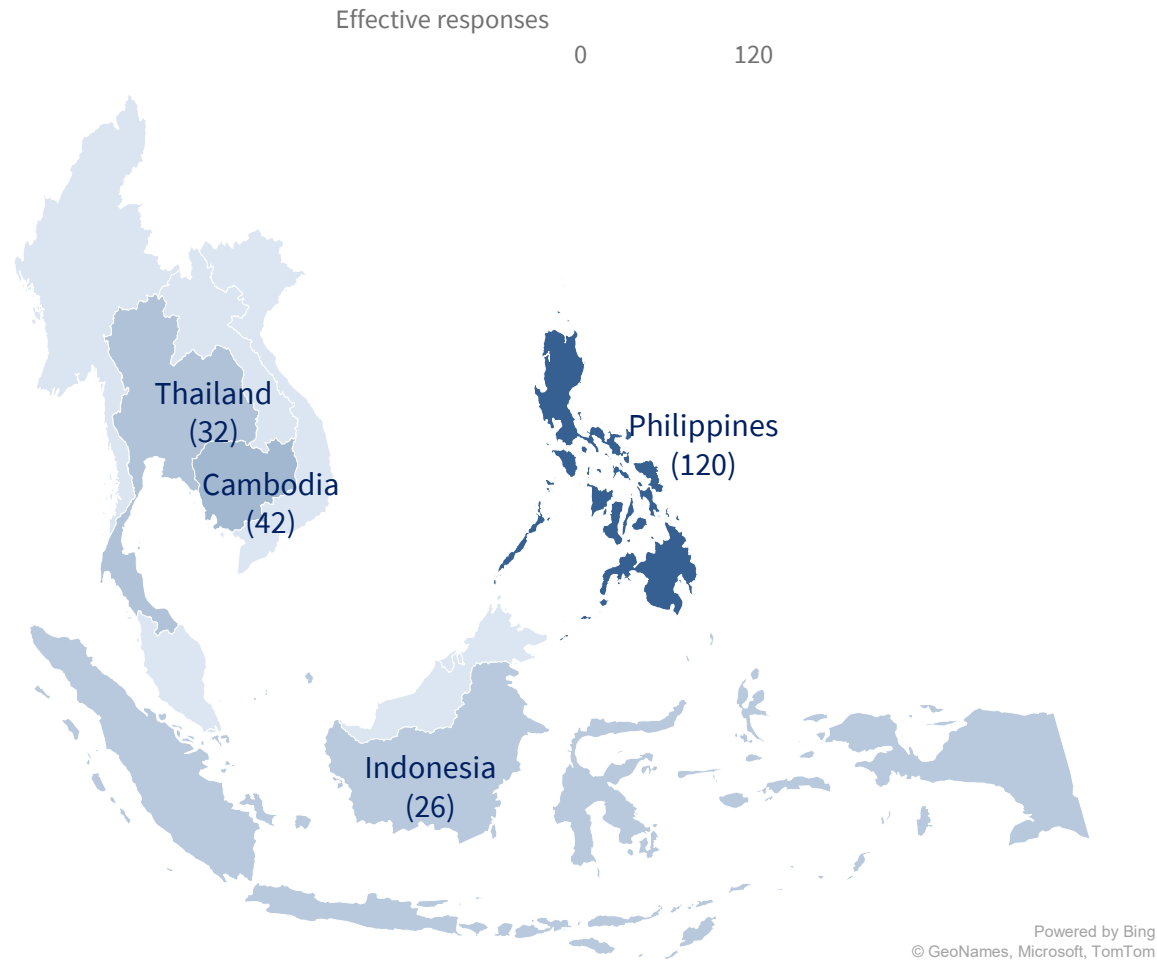 Effective responses
0 120
Thailand
(32)
Philippines
(120)
Cambodia
(42)
Indonesia
(26)
Powered by Bing
© GeoNames, Microsoft, TomTom